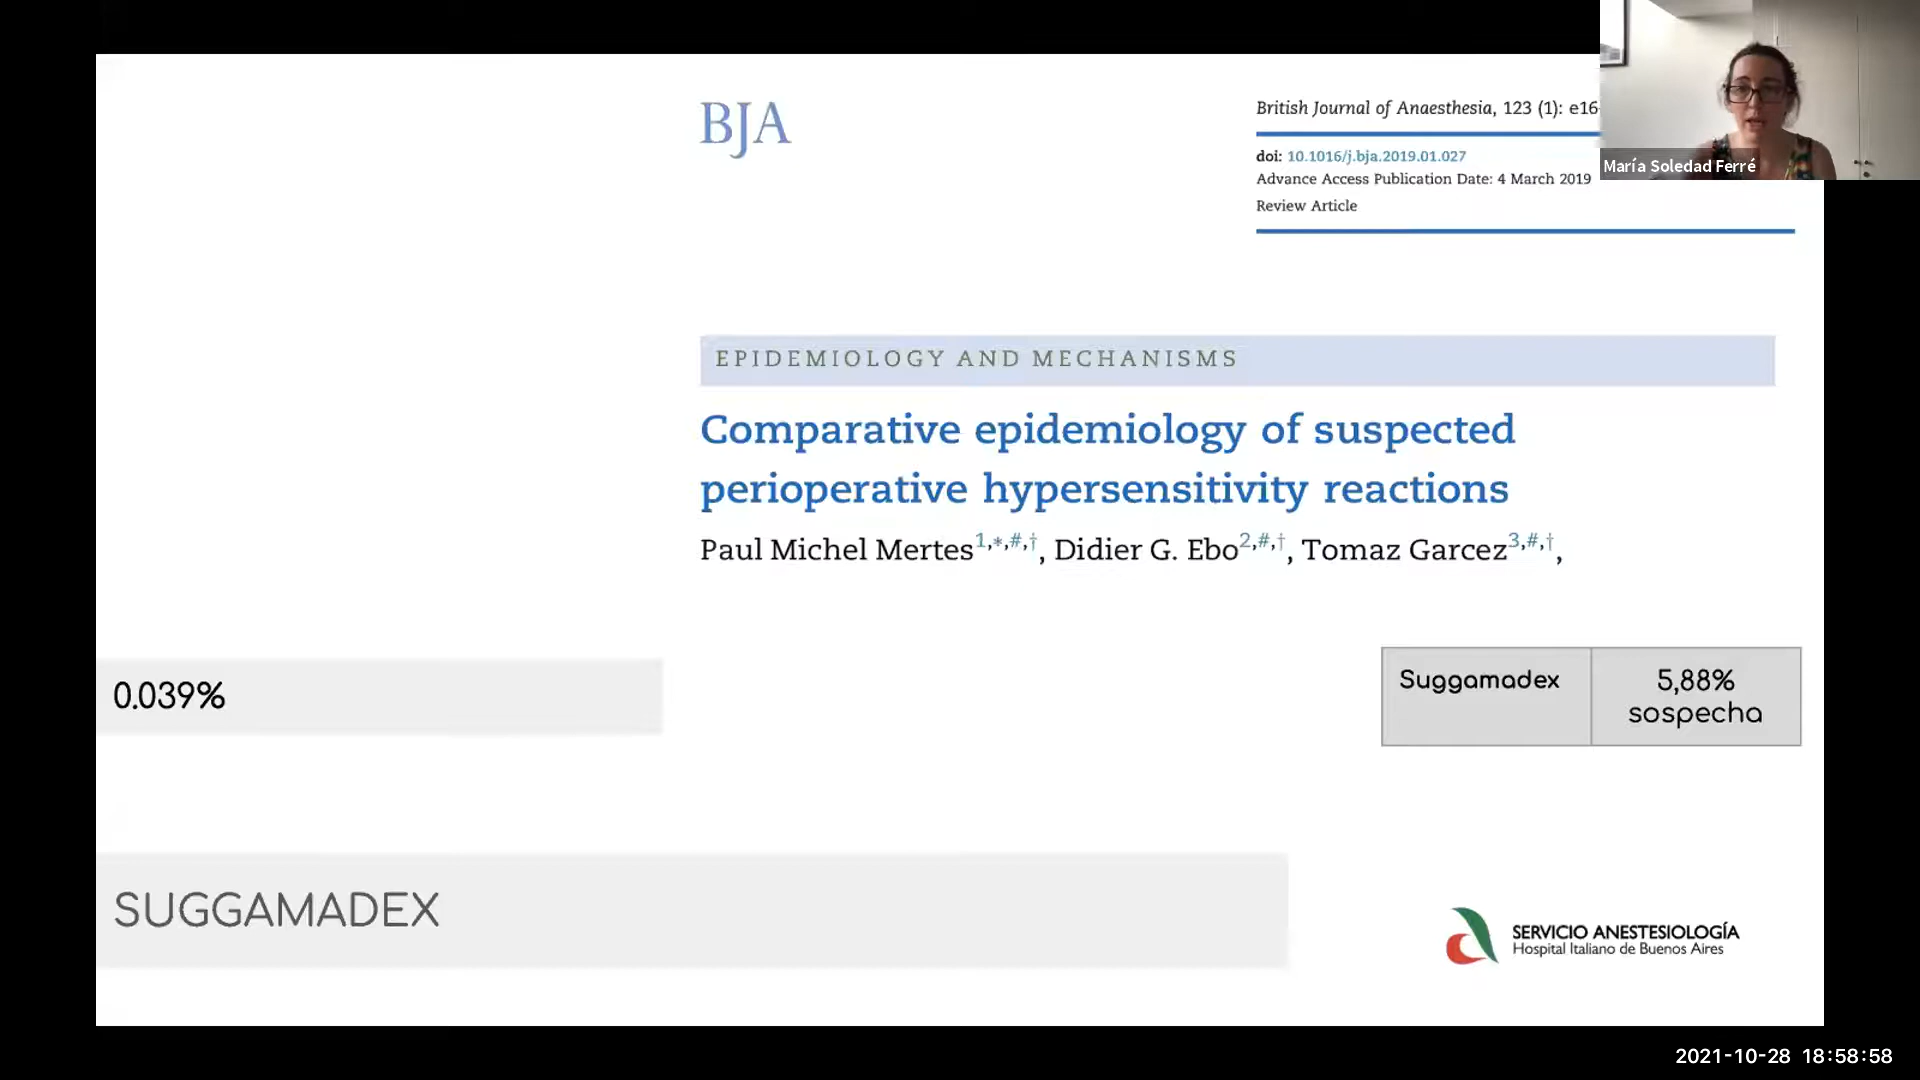 BJA
British Journal of Anaesthesia, 123 (1): e16
doi: 10.1016/j.bja.2019.01.027
Advance Access Publication Date: 4 March 2019
Review Article
María Soledad Ferré
EPIDEMIOLOGY AND MECHANISMS
Comparative epidemiology of suspected
perioperative hypersensitivity reactions
Paul Michel Mertes1,*,#,†, Didier G. Ebo2,#,†, Tomaz Garcez3,#,†,
0.039%
Suggamadex
5,88%
sospecha
SUGGAMADEX
SERVICIO ANESTESIOLOGÍA
Hospital Italiano de Buenos Aires
2021-10-28 18:58:58